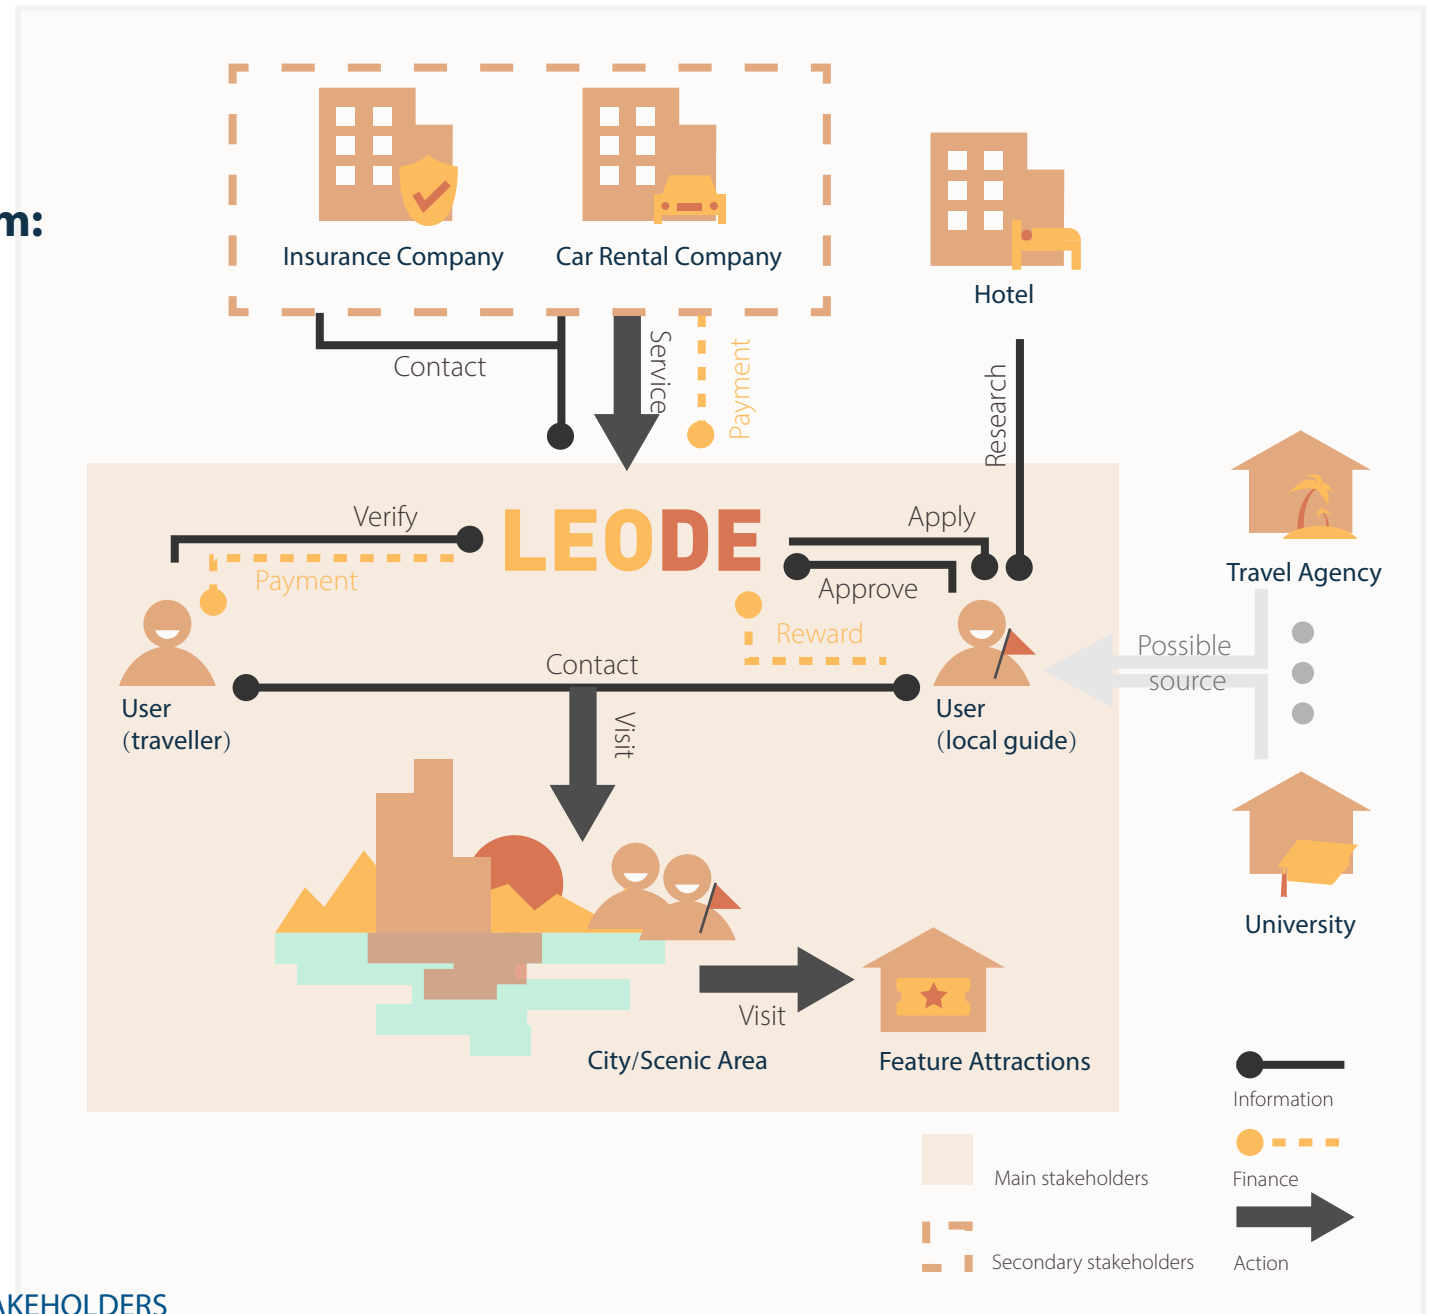 m:
Insurance Company
Car Rental Company
Hotel
Contact
Service
Payment
Research
Verify
LEODE
Apply
Payment
Approve
Travel Agency
Reward
Possible
source
Contact
User
(traveller)
Visit
User
(local guide)
University
Visit
City/Scenic Area
Feature Attractions
Information
Main stakeholders
Finance
Secondary stakeholders
Action
AKEHOLDERS